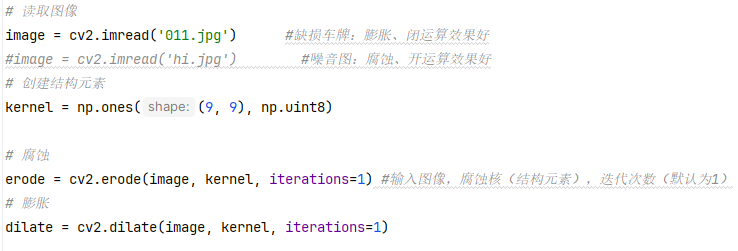 # 读取图像
image = cv2.imread('011.jpg')      #缺损车牌：膨胀、闭运算效果好
#image = cv2.imread('hi.jpg')        #噪音图：腐蚀、开运算效果好
# 创建结构元素
kernel = np.ones( shape: (9, 9), np.uint8)
# 腐蚀
erode = cv2.erode(image, kernel, iterations=1) #输入图像，腐蚀核（结构元素），迭代次数（默认为1）
# 膨胀
dilate = cv2.dilate(image, kernel, iterations=1)